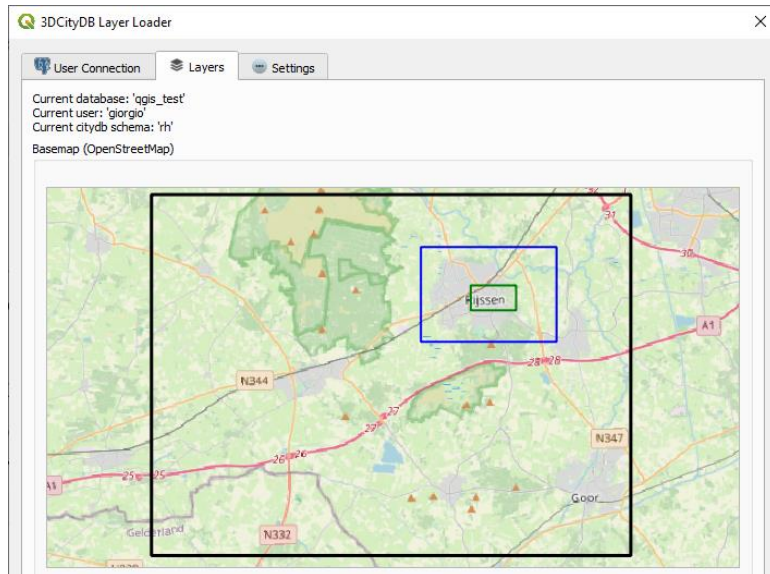 3DCityDB Layer Loader
User Connection
Layers
Settings
Current database: 'qgis_test'
Current user: 'giorgio'
Current citydb schema: 'rh'
Basemap (OpenStreetMap)
31
30
Rijssen
A1
28 28
N344
27
27
N347
26
26
25 25
A1
Goor
Gelderland
N332